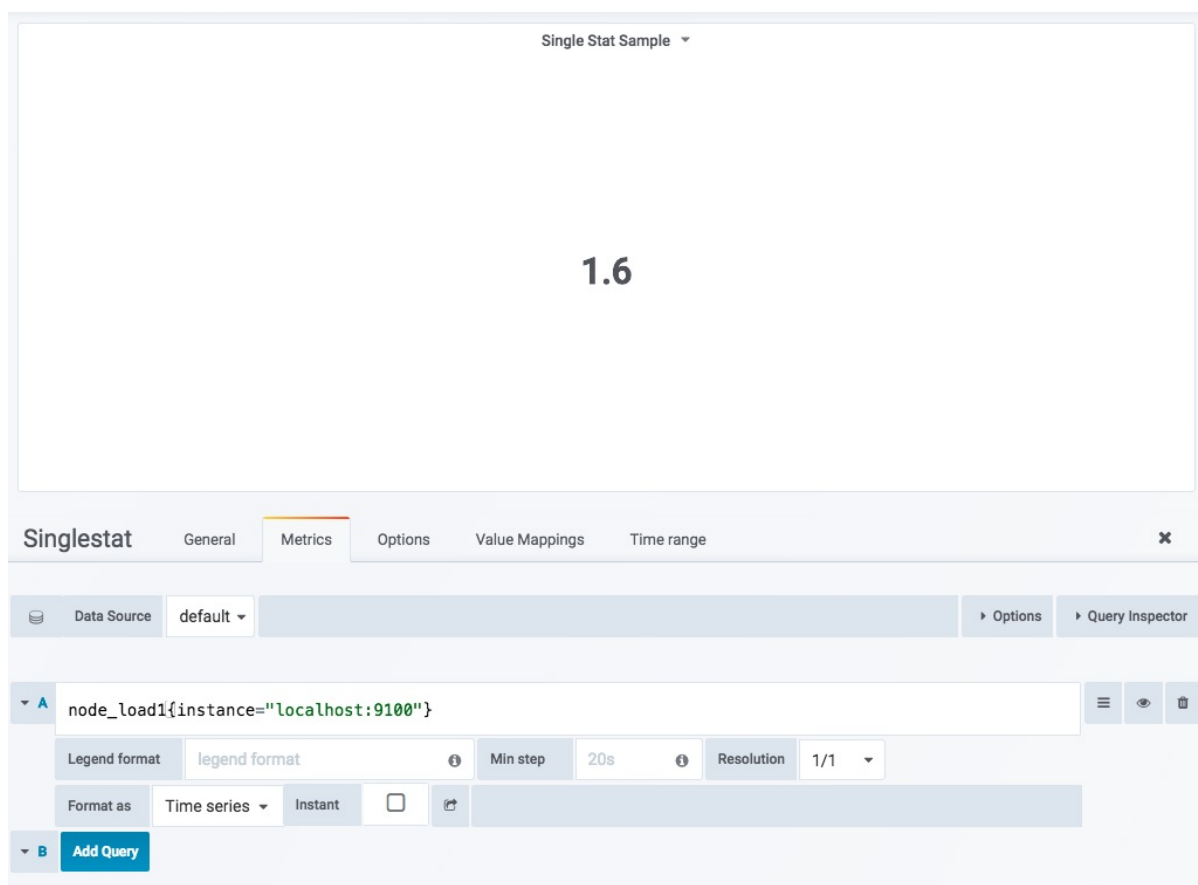 Single Stat Sample
1.6
Singlestat General Metrics Options Value Mappings Time range
Data Source default Options Query Inspector
A node_load1{instance="localhost:9100"}
Legend format legend format Min step 20s Resolution 1/1
Format as Time series Instant
B Add Query